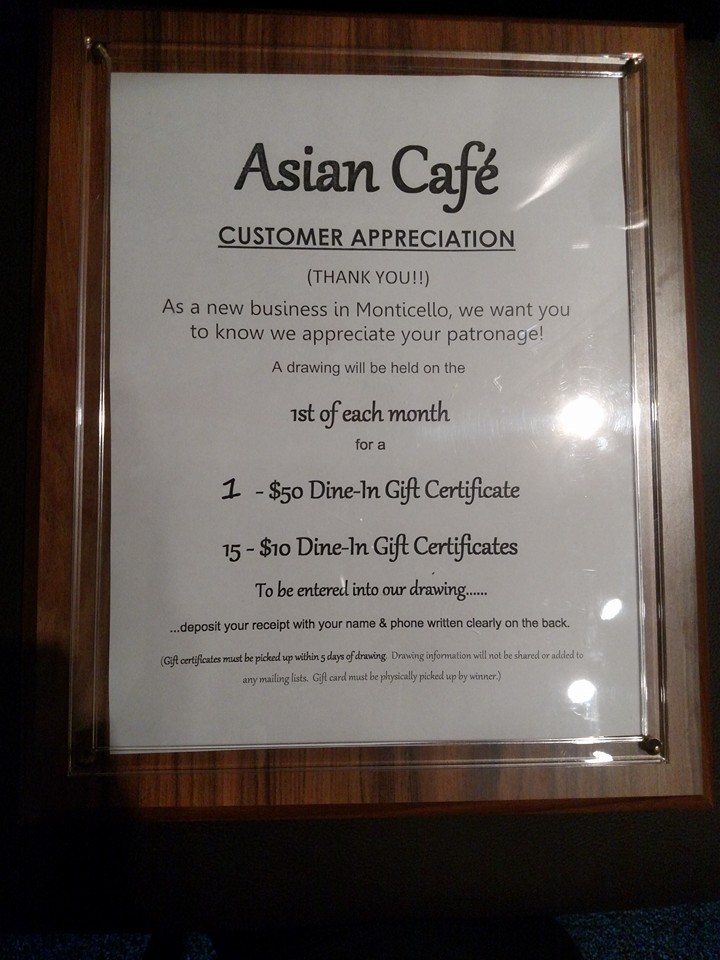 Asian Café
CUSTOMER APPRECIATION
(THANK YOU!!)
As a new business in Monticello, we want you
to know we appreciate your patronage!
A drawing will be held on the
1st of each month
for a
1 - $50 Dine-In Gift Certificate
15 - $10 Dine-In Gift Certificates
To be entered into our drawing......
...deposit your receipt with your name & phone written clearly on the back.
(Gift certificates must be picked up within 5 days of drawing. Drawing information will not be shared or added to
any mailing lists. Gift card must be physically picked up by winner.)